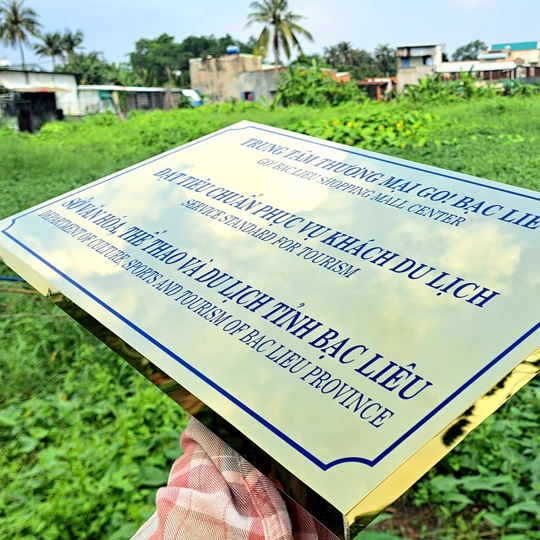 TRUNG TÂM THƯƠNG MẠI GO! BẠC LIÊ
GO! BAC LIEU SHOPPING MALL CENTER
ĐẠT TIÊU CHUẨN PHỤC VỤ KHÁCH DU LỊCH
SERVICE STANDARD FOR TOURISM
SỞ VĂN HÓA, THỂ THAO VÀ DU LỊCH TỈNH BẠC LIÊU
DEPARTMENT OF CULTURE, SPORTS AND TOURISM OF BAC LIEU PROVINCE